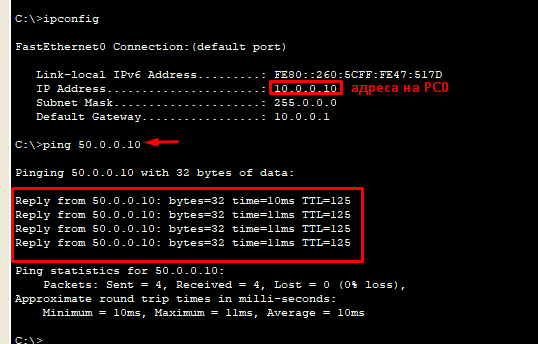 C:\>ipconfig
FastEthernet0 Connection:(default port)
Link-local IPv6 Address.........: FE80::260:5CFF:FE47:517D
IP Address......................: 10.0.0.10 адреса на PC0
Subnet Mask.....................: 255.0.0.0
Default Gateway.................: 10.0.0.1
C:\>ping 50.0.0.10
Pinging 50.0.0.10 with 32 bytes of data:
Reply from 50.0.0.10: bytes=32 time=10ms TTL=125
Reply from 50.0.0.10: bytes=32 time=11ms TTL=125
Reply from 50.0.0.10: bytes=32 time=11ms TTL=125
Reply from 50.0.0.10: bytes=32 time=11ms TTL=125
Ping statistics for 50.0.0.10:
Packets: Sent = 4, Received = 4, Lost = 0 (0% loss),
Approximate round trip times in milli-seconds:
Minimum = 10ms, Maximum = 11ms, Average = 10ms
C:\>